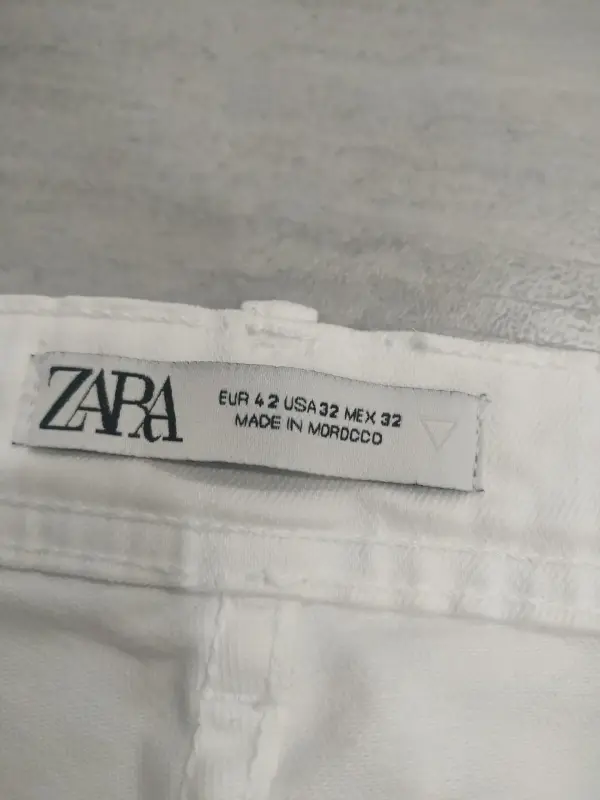 ZARA
EUR 42 USA 32 MEX 32
MADE IN MOROCCO